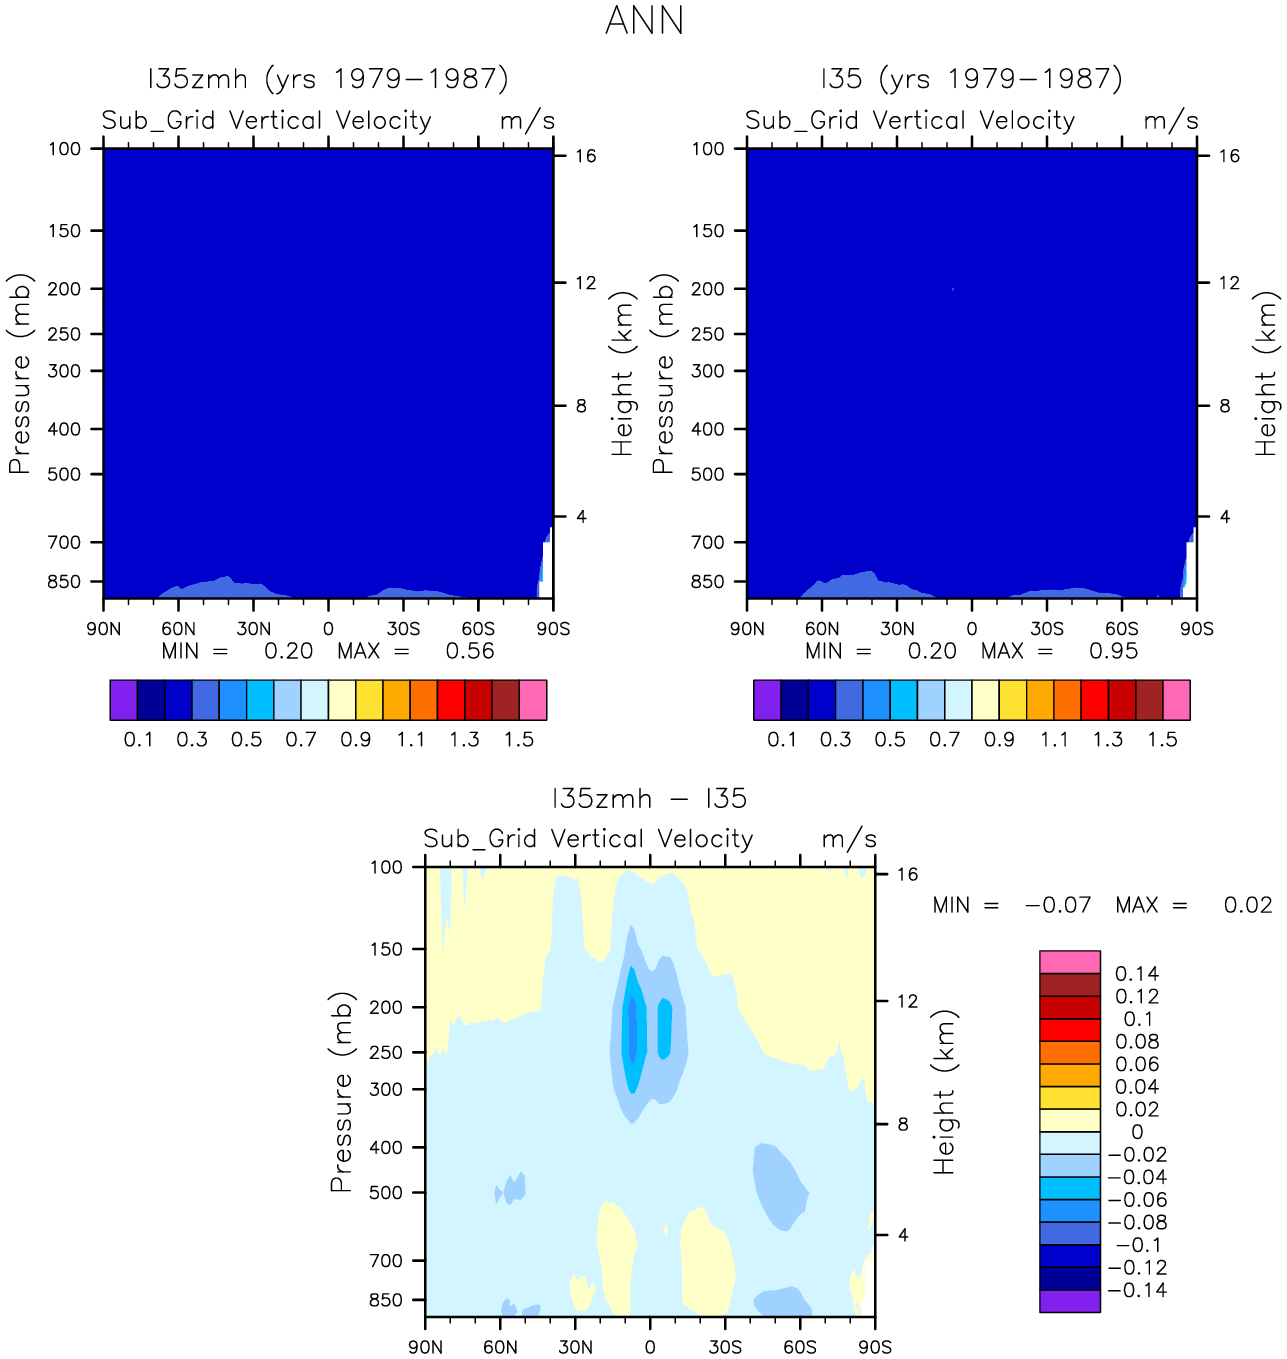 ANN
I35zmh (yrs 1979-1987)
Sub_Grid Vertical Velocity m/s
100
150
200
250
300
400
500
700
850
Pressure (mb)
16
12
8
4
Height (km)
90N 60N 30N 0 30S 60S 90S
MIN = 0.20 MAX = 0.56
0.1 0.3 0.5 0.7 0.9 1.1 1.3 1.5
I35 (yrs 1979-1987)
Sub_Grid Vertical Velocity m/s
100
150
200
250
300
400
500
700
850
Pressure (mb)
16
12
8
4
Height (km)
90N 60N 30N 0 30S 60S 90S
MIN = 0.20 MAX = 0.95
0.1 0.3 0.5 0.7 0.9 1.1 1.3 1.5
I35zmh - I35
Sub_Grid Vertical Velocity m/s
100
150
200
250
300
400
500
700
850
Pressure (mb)
16
12
8
4
Height (km)
90N 60N 30N 0 30S 60S 90S
MIN = -0.07 MAX = 0.02
0.14
0.12
0.1
0.08
0.06
0.04
0.02
0
-0.02
-0.04
-0.06
-0.08
-0.1
-0.12
-0.14